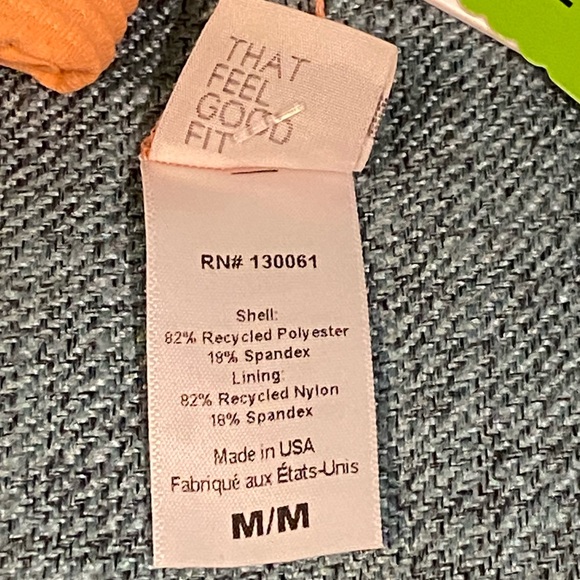 THAT
FEEL
GOOD
FIT
RN# 130061
Shell:
82% Recycled Polyester
18% Spandex
Lining:
82% Recycled Nylon
18% Spandex
Made in USA
Fabriqué aux États-Unis
M/M